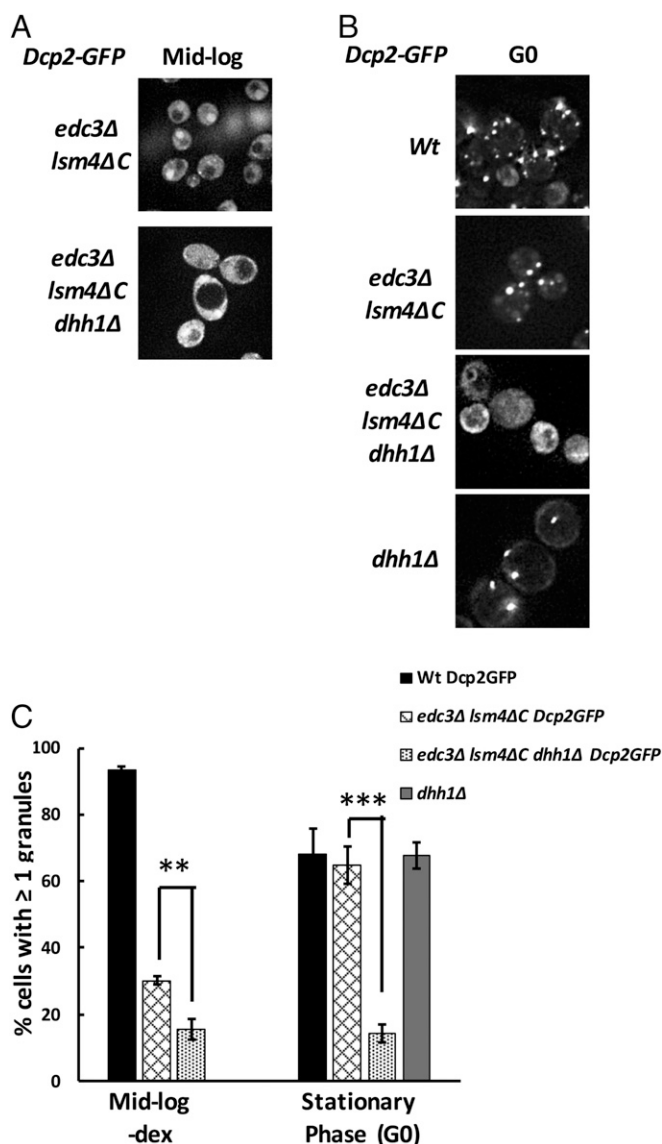 A
Dcp2-GFP Mid-log
edc3Δ
lsm4ΔC
edc3Δ
lsm4ΔC
dhh1Δ
B
Dcp2-GFP G0
Wt
edc3Δ
lsm4ΔC
edc3Δ
lsm4ΔC
dhh1Δ
dhh1Δ
C
Wt Dcp2GFP
edc3Δ lsm4ΔC Dcp2GFP
edc3Δ lsm4ΔC dhh1Δ Dcp2GFP
dhh1Δ
% cells with ≥ 1 granules
100
80
60
40
20
0
**
***
Mid-log
-dex
Stationary
Phase (G0)